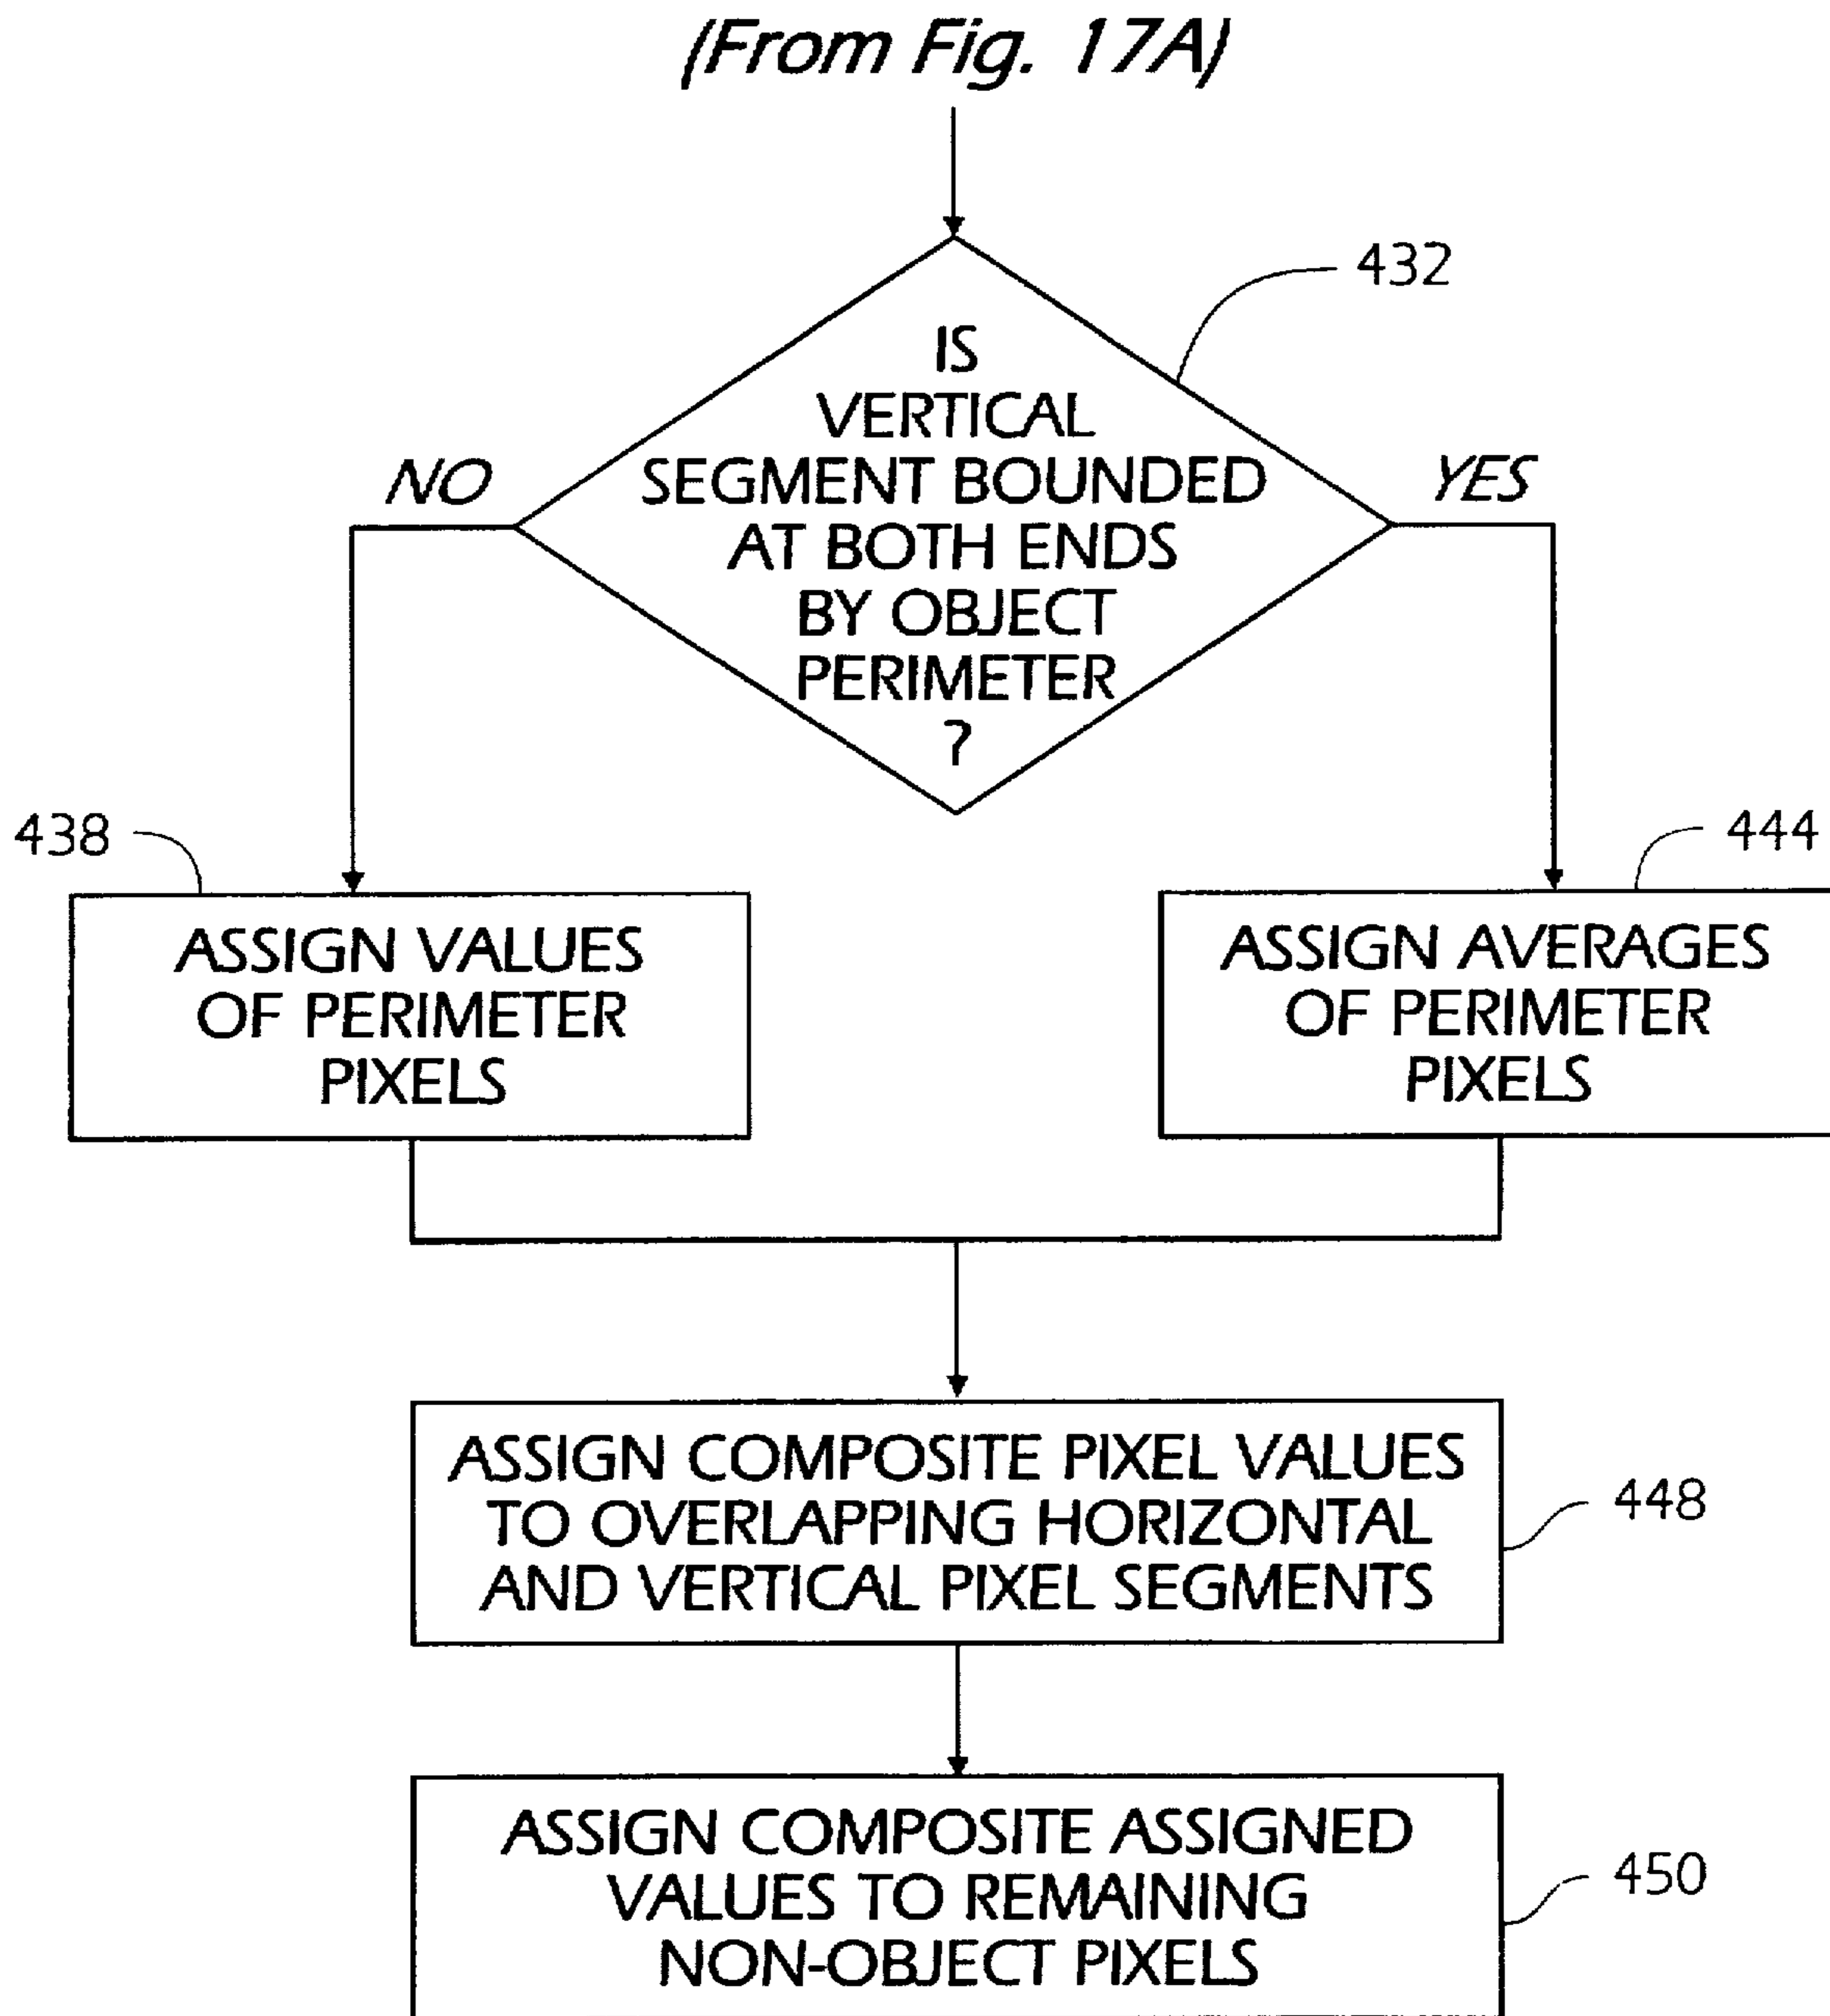 (From Fig. 17A)
432
IS
VERTICAL
SEGMENT BOUNDED
AT BOTH ENDS
BY OBJECT
PERIMETER
?
NO
YES
438
ASSIGN VALUES
OF PERIMETER
PIXELS
444
ASSIGN AVERAGES
OF PERIMETER
PIXELS
ASSIGN COMPOSITE PIXEL VALUES
TO OVERLAPPING HORIZONTAL
AND VERTICAL PIXEL SEGMENTS
448
ASSIGN COMPOSITE ASSIGNED
VALUES TO REMAINING
NON-OBJECT PIXELS
450